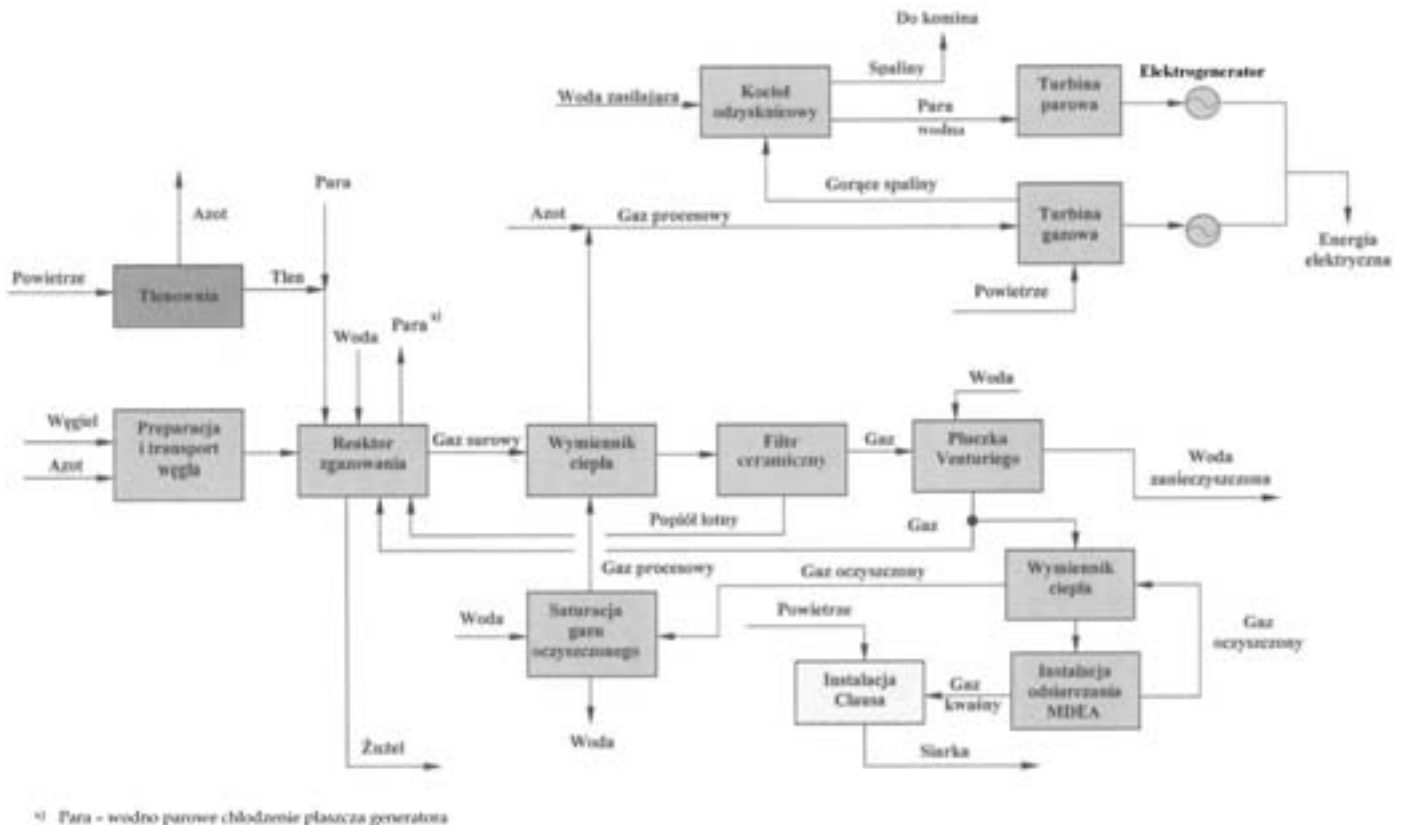 Do komina
Spaliny
Elektrogenerator
Woda zasilająca
Kocioł
odzysknicowy
Para
wodna
Turbina
parowa
Gorące spaliny
Azot
Gaz procesowy
Turbina
gazowa
Energia
elektryczna
Powietrze
Para
Azot
Powietrze
Tlenownia
Tlen
Woda
Para x)
Węgiel
Azot
Preparacja
i transport
węgla
Reaktor
zgazowania
Gaz surowy
Wymiennik
ciepła
Filtr
ceramiczny
Gaz
Woda
Płuczka
Venturiego
Woda
zanieczyszczona
Popiół lotny
Gaz
Gaz procesowy
Gaz oczyszczony
Wymiennik
ciepła
Gaz
oczyszczony
Woda
Saturacja
gazu
oczyszczonego
Powietrze
Instalacja
Clausa
Gaz
kwaśny
Instalacja
odsiarczania
MDEA
Woda
Żużel
Siarka
x) Para – wodno parowe chłodzenie płaszcza generatora